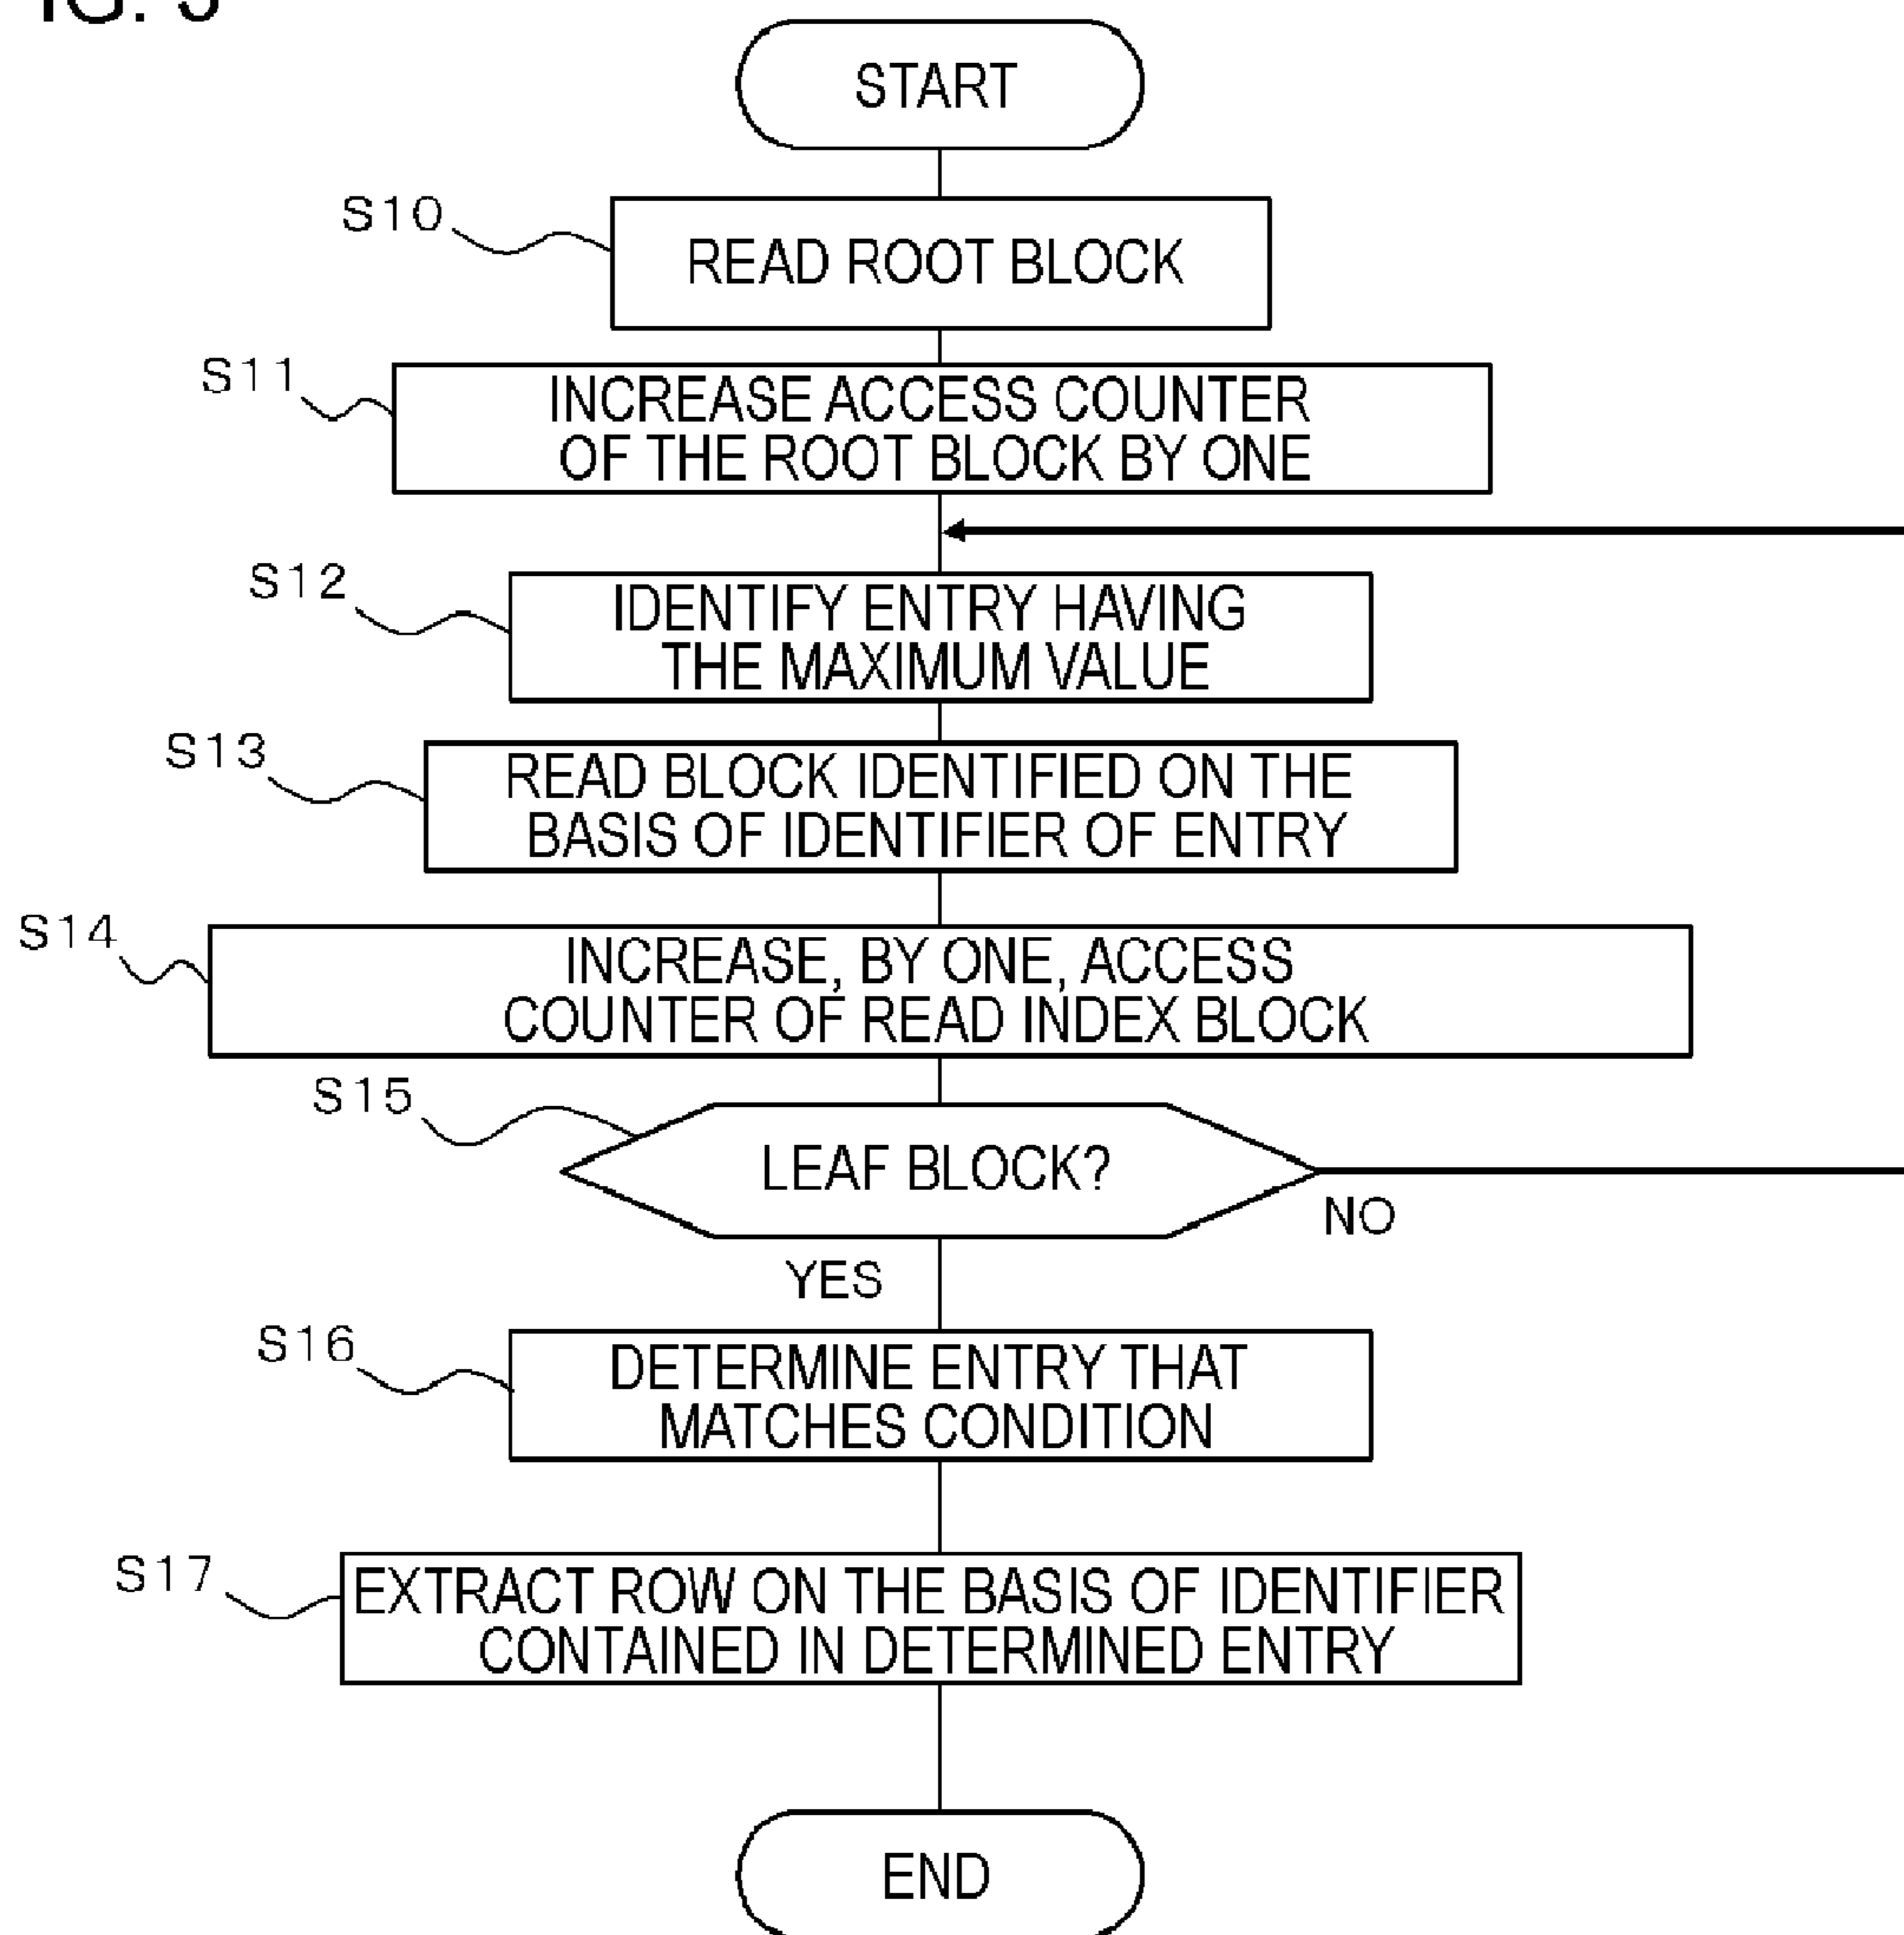 IG. 5
START
S10
READ ROOT BLOCK
S11
INCREASE ACCESS COUNTER
OF THE ROOT BLOCK BY ONE
S12
IDENTIFY ENTRY HAVING
THE MAXIMUM VALUE
S13
READ BLOCK IDENTIFIED ON THE
BASIS OF IDENTIFIER OF ENTRY
S14
INCREASE, BY ONE, ACCESS
COUNTER OF READ INDEX BLOCK
S15
LEAF BLOCK?
NO
YES
S16
DETERMINE ENTRY THAT
MATCHES CONDITION
S17
EXTRACT ROW ON THE BASIS OF IDENTIFIER
CONTAINED IN DETERMINED ENTRY
END